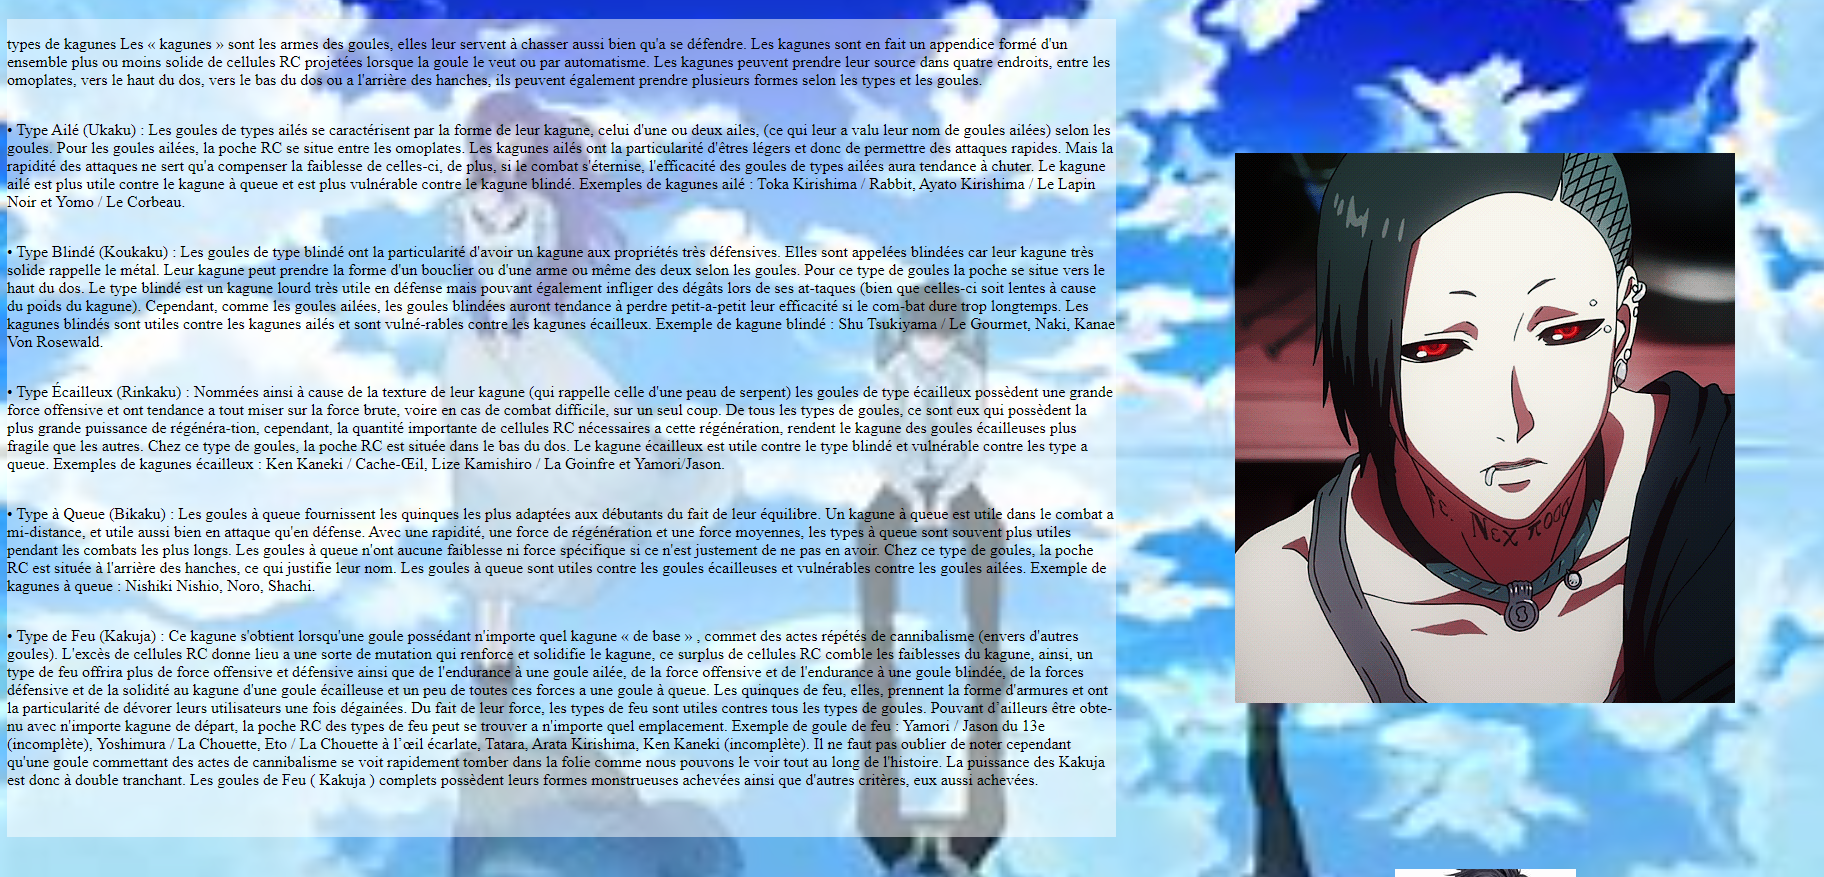 types de kagunes Les « kagunes » sont les armes des goules, elles leur servent à chasser aussi bien qu'a se défendre. Les kagunes sont en fait un appendice formé d'un
ensemble plus ou moins solide de cellules RC projetées lorsque la goule le veut ou par automatisme. Les kagunes peuvent prendre leur source dans quatre endroits, entre les
omoplates, vers le haut du dos, vers le bas du dos ou a l'arrière des hanches, ils peuvent également prendre plusieurs formes selon les types et les goules.
• Type Ailé (Ukaku) : Les goules de types ailés se caractérisent par la forme de leur kagune, celui d'une ou deux ailes, (ce qui leur a valu leur nom de goules ailées) selon les
goules. Pour les goules ailées, la poche RC se situe entre les omoplates. Les kagunes ailés ont la particularité d'êtres légers et donc de permettre des attaques rapides. Mais la
rapidité des attaques ne sert qu'a compenser la faiblesse de celles-ci, de plus, si le combat s'éternise, l'efficacité des goules de types ailées aura tendance à chuter. Le kagune
ailé est plus utile contre le kagune à queue et est plus vulnérable contre le kagune blindé. Exemples de kagunes ailé : Toka Kirishima / Rabbit, Ayato Kirishima / Le Lapin
Noir et Yomo / Le Corbeau.
• Type Blindé (Koukaku) : Les goules de type blindé ont la particularité d'avoir un kagune aux propriétés très défensives. Elles sont appelées blindées car leur kagune très
solide rappelle le métal. Leur kagune peut prendre la forme d'un bouclier ou d'une arme ou même des deux selon les goules. Pour ce type de goules la poche se situe vers le
haut du dos. Le type blindé est un kagune lourd très utile en défense mais pouvant également infliger des dégâts lors de ses at-taques (bien que celles-ci soit lentes à cause
du poids du kagune). Cependant, comme les goules ailées, les goules blindées auront tendance à perdre petit-a-petit leur efficacité si le com-bat dure trop longtemps. Les
kagunes blindés sont utiles contre les kagunes ailés et sont vulné-rables contre les kagunes écailleux. Exemple de kagune blindé : Shu Tsukiyama / Le Gourmet, Naki, Kanae
Von Rosewald.
• Type Écailleux (Rinkaku) : Nommées ainsi à cause de la texture de leur kagune (qui rappelle celle d'une peau de serpent) les goules de type écailleux possèdent une grande
force offensive et ont tendance a tout miser sur la force brute, voire en cas de combat difficile, sur un seul coup. De tous les types de goules, ce sont eux qui possèdent la
plus grande puissance de régénéra-tion, cependant, la quantité importante de cellules RC nécessaires a cette régénération, rendent le kagune des goules écailleuses plus
fragile que les autres. Chez ce type de goules, la poche RC est située dans le bas du dos. Le kagune écailleux est utile contre le type blindé et vulnérable contre les type a
queue. Exemples de kagunes écailleux : Ken Kaneki / Cache-Œil, Lize Kamishiro / La Goinfre et Yamori/Jason.
• Type à Queue (Bikaku) : Les goules à queue fournissent les quinques les plus adaptées aux débutants du fait de leur équilibre. Un kagune à queue est utile dans le combat a
mi-distance, et utile aussi bien en attaque qu'en défense. Avec une rapidité, une force de régénération et une force moyennes, les types à queue sont souvent plus utiles
pendant les combats les plus longs. Les goules à queue n'ont aucune faiblesse ni force spécifique si ce n'est justement de ne pas en avoir. Chez ce type de goules, la poche
RC est située à l'arrière des hanches, ce qui justifie leur nom. Les goules à queue sont utiles contre les goules écailleuses et vulnérables contre les goules ailées. Exemple de
kagunes à queue : Nishiki Nishio, Noro, Shachi.
• Type de Feu (Kakuja) : Ce kagune s'obtient lorsqu'une goule possédant n'importe quel kagune « de base » , commet des actes répétés de cannibalisme (envers d'autres
goules). L'excès de cellules RC donne lieu a une sorte de mutation qui renforce et solidifie le kagune, ce surplus de cellules RC comble les faiblesses du kagune, ainsi, un
type de feu offrira plus de force offensive et défensive ainsi que de l'endurance à une goule ailée, de la force offensive et de l'endurance à une goule blindée, de la forces
défensive et de la solidité au kagune d'une goule écailleuse et un peu de toutes ces forces a une goule à queue. Les quinques de feu, elles, prennent la forme d'armures et ont
la particularité de dévorer leurs utilisateurs une fois dégainées. Du fait de leur force, les types de feu sont utiles contres tous les types de goules. Pouvant d’ailleurs être obte-
nu avec n'importe kagune de départ, la poche RC des types de feu peut se trouver a n'importe quel emplacement. Exemple de goule de feu : Yamori / Jason du 13e
(incomplète), Yoshimura / La Chouette, Eto / La Chouette à l’œil écarlate, Tatara, Arata Kirishima, Ken Kaneki (incomplète). Il ne faut pas oublier de noter cependant
qu'une goule commettant des actes de cannibalisme se voit rapidement tomber dans la folie comme nous pouvons le voir tout au long de l'histoire. La puissance des Kakuja
est donc à double tranchant. Les goules de Feu ( Kakuja ) complets possèdent leurs formes monstrueuses achevées ainsi que d'autres critères, eux aussi achevées.